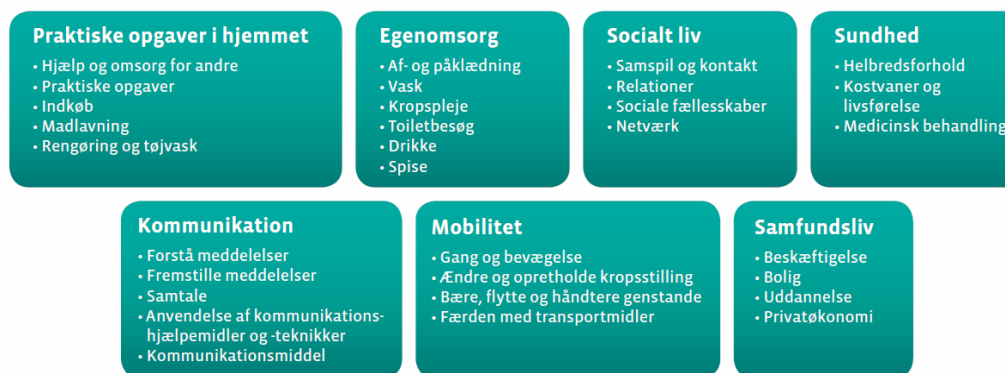 Praktiske opgaver i hjemmet
• Hjælp og omsorg for andre
• Praktiske opgaver
• Indkøb
• Madlavning
• Rengøring og tøjvask
Egenomsorg
• Af- og påklædning
• Vask
• Kropspleje
• Toiletbesøg
• Drikke
• Spise
Socialt liv
• Samspil og kontakt
• Relationer
• Sociale fællesskaber
• Netværk
Sundhed
• Helbredsforhold
• Kostvaner og
livsførelse
• Medicinsk behandling
Kommunikation
• Forstå meddelelser
• Fremstille meddelelser
• Samtale
• Anvendelse af kommunikations-
hjælpemidler og -teknikker
• Kommunikationsmiddel
Mobilitet
• Gang og bevægelse
• Ændre og opretholde kropsstilling
• Bære, flytte og håndtere genstande
• Færden med transportmidler
Samfundsliv
• Beskæftigelse
• Bolig
• Uddannelse
• Privatøkonomi